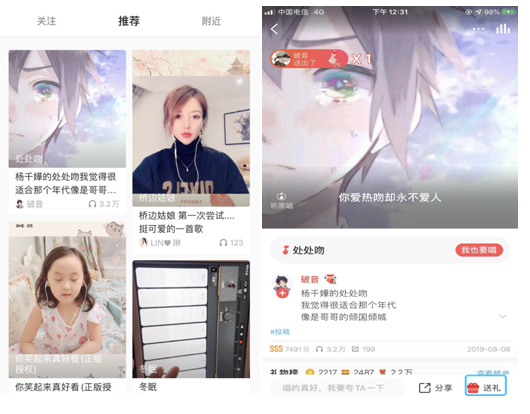 关注
推荐
附近
处处吻
杨千嬅的处处吻我觉得很
适合那个年代像是哥哥…
破音
3.2万
桥边姑娘
桥边姑娘 第一次尝试....
挺可爱的一首歌
LIN❤琳
123
你笑起来真好看(正版
授权)
你笑起来真好看(正版授
冬眠
冬眠
中国电信 4G
下午 12:31
98%
破音
送出了
X 1
你爱热吻却永不爱人
听原唱
处处吻
我也要唱
破音
杨千嬅的处处吻
我觉得很适合那个年代
像是哥哥的倾国倾城
#投稿
SSS 7491分 3.2万 199
2019-08-08
礼物榜 2217 2487 2.2万
查看榜单
唱的真好，我要夸TA一下
分享
送礼